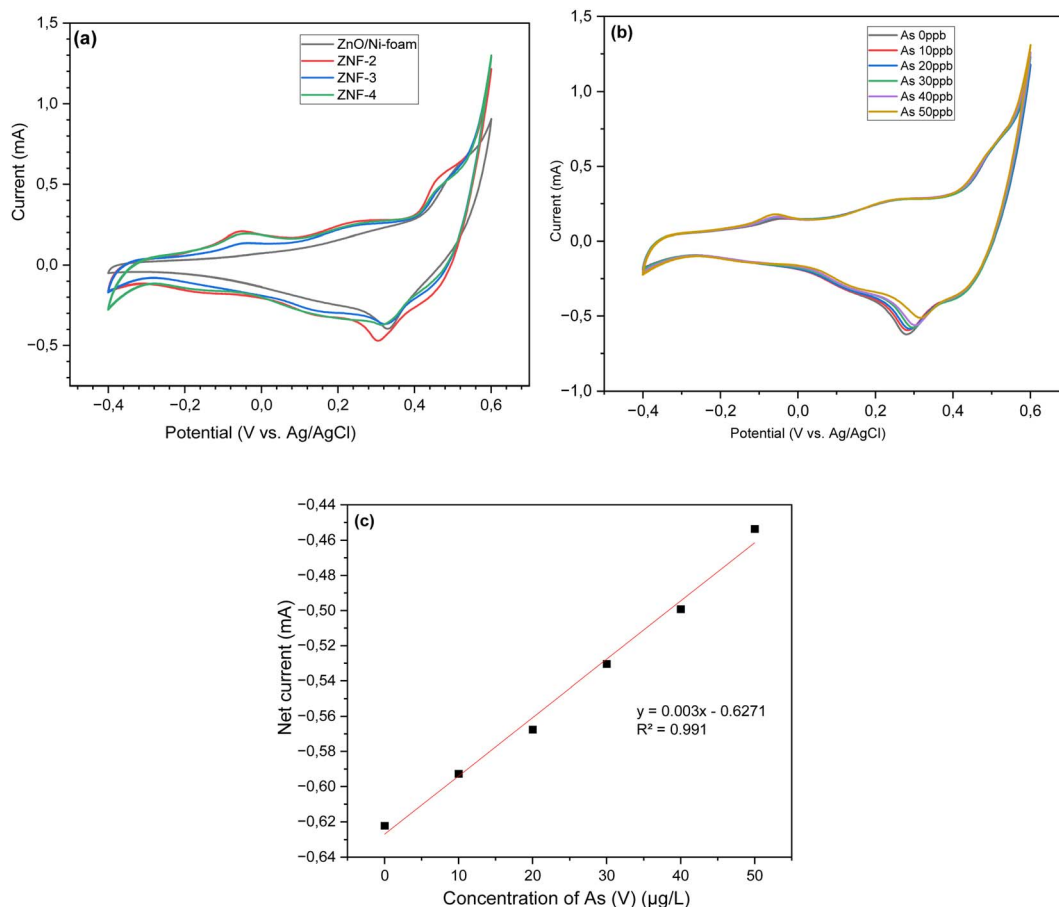 (a)
ZnO/Ni-foam
ZNF-2
ZNF-3
ZNF-4
1,5
1,0
0,5
0,0
−0,5
Current (mA)
−0,4 −0,2 0,0 0,2 0,4 0,6
Potential (V vs. Ag/AgCl)
(b)
As 0ppb
As 10ppb
As 20ppb
As 30ppb
As 40ppb
As 50ppb
1,5
1,0
0,5
0,0
−0,5
−1,0
Current (mA)
−0,4 −0,2 0,0 0,2 0,4 0,6
Potential (V vs. Ag/AgCl)
(c)
−0,44
−0,46
−0,48
−0,50
−0,52
−0,54
−0,56
−0,58
−0,60
−0,62
−0,64
Net current (mA)
y = 0.003x - 0.6271
R² = 0.991
0 10 20 30 40 50
Concentration of As (V) (µg/L)